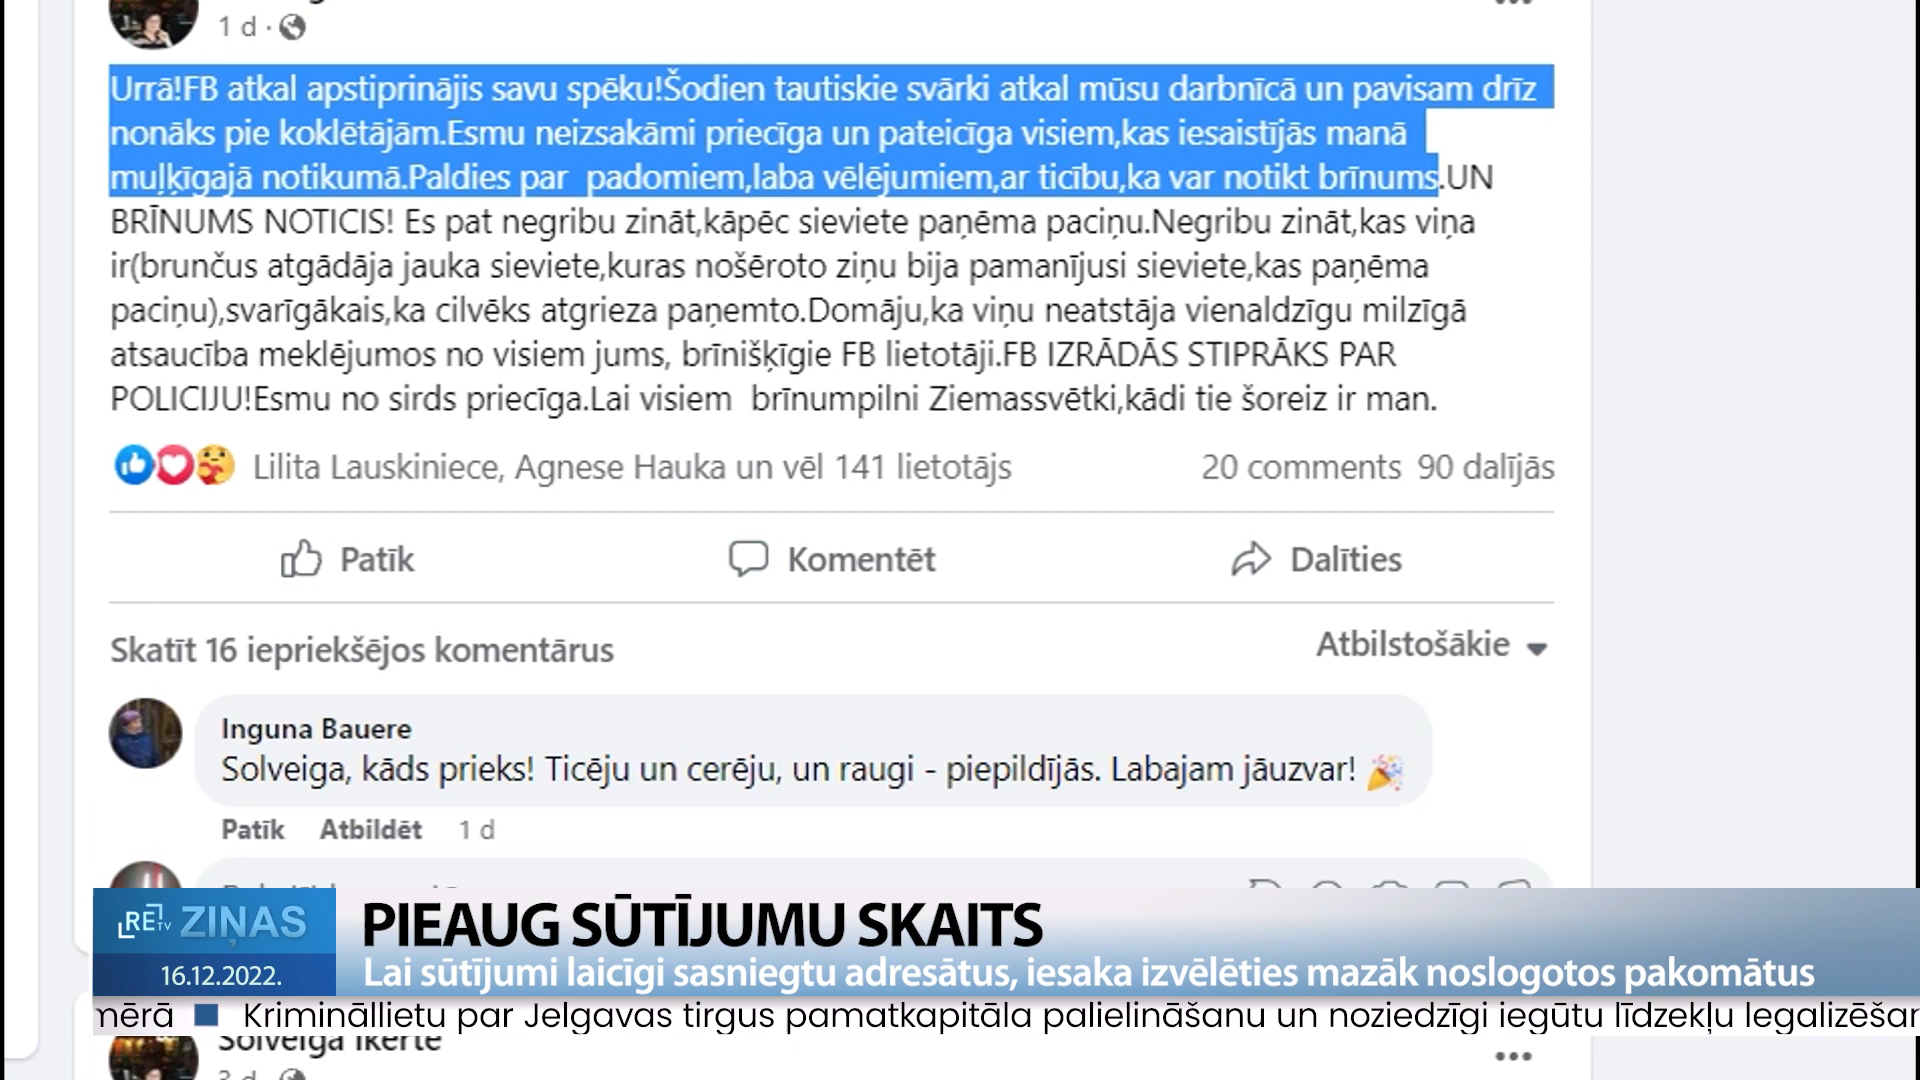 1 d ·
Urrā!FB atkal apstiprinājis savu spēku!Šodien tautiskie svārki atkal mūsu darbnīcā un pavisam drīz
nonāks pie koklētājām.Esmu neizsakāmi priecīga un pateicīga visiem,kas iesaistījās manā
muļķīgajā notikumā.Paldies par  padomiem,laba vēlējumiem,ar ticību,ka var notikt brīnums.UN
BRĪNUMS NOTICIS! Es pat negribu zināt,kāpēc sieviete paņēma paciņu.Negribu zināt,kas viņa
ir(brunčus atgādāja jauka sieviete,kuras nošēroto ziņu bija pamanījusi sieviete,kas paņēma
paciņu),svarīgākais,ka cilvēks atgrieza paņemto.Domāju,ka viņu neatstāja vienaldzīgu milzīgā
atsaucība meklējumos no visiem jums, brīnišķīgie FB lietotāji.FB IZRĀDĀS STIPRĀKS PAR
POLICIJU!Esmu no sirds priecīga.Lai visiem  brīnumpilni Ziemassvētki,kādi tie šoreiz ir man.
Lilita Lauskiniece, Agnese Hauka un vēl 141 lietotājs 20 comments 90 dalījās
Patīk Komentēt Dalīties
Skatīt 16 iepriekšējos komentārus Atbilstošākie
Inguna Bauere
Solveiga, kāds prieks! Ticēju un cerēju, un raugi - piepildījās. Labajam jāuzvar! 🎉
Patīk Atbildēt 1 d
RETV ZIŅAS PIEAUG SŪTĪJUMU SKAITS
16.12.2022. Lai sūtījumi laicīgi sasniegtu adresātus, iesaka izvēlēties mazāk noslogotos pakomātus
mērā ■ Krimināllietu par Jelgavas tirgus pamatkapitāla palielināšanu un noziedzīgi iegūtu līdzekļu legalizēšan
Solveiga Ikerte
3 d ·